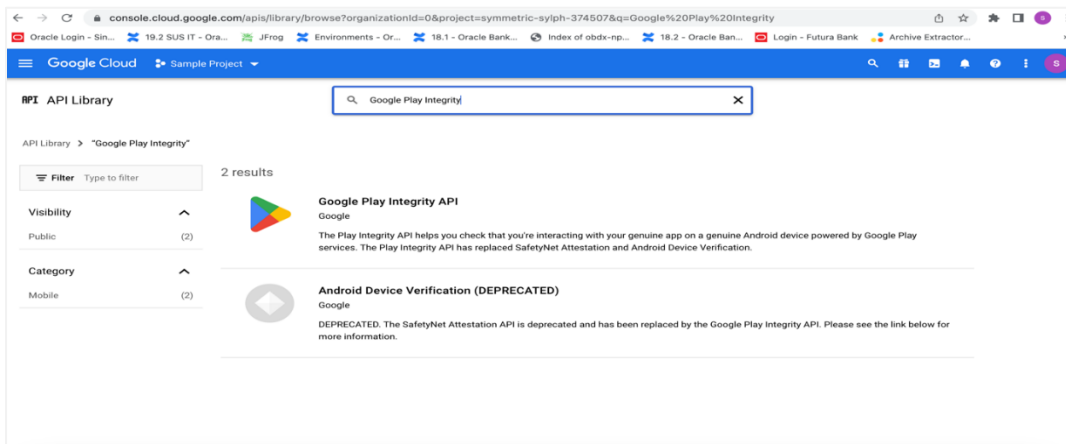 console.cloud.google.com/apis/library/browse?organizationId=0&project=symmetric-sylph-374507&q=Google%20Play%20Integrity
Oracle Login - Sin... 19.2 SUS IT - Ora... JFrog Environments - Or... 18.1 - Oracle Bank... Index of obdx-np... 18.2 - Oracle Ban... Login - Futura Bank Archive Extractor...
Google Cloud Sample Project S
API API Library Google Play Integrity
API Library > "Google Play Integrity"
Filter Type to filter
2 results
Visibility
Public (2)
Category
Mobile (2)
Google Play Integrity API
Google
The Play Integrity API helps you check that you're interacting with your genuine app on a genuine Android device powered by Google Play
services. The Play Integrity API has replaced SafetyNet Attestation and Android Device Verification.
Android Device Verification (DEPRECATED)
Google
DEPRECATED. The SafetyNet Attestation API is deprecated and has been replaced by the Google Play Integrity API. Please see the link below for
more information.